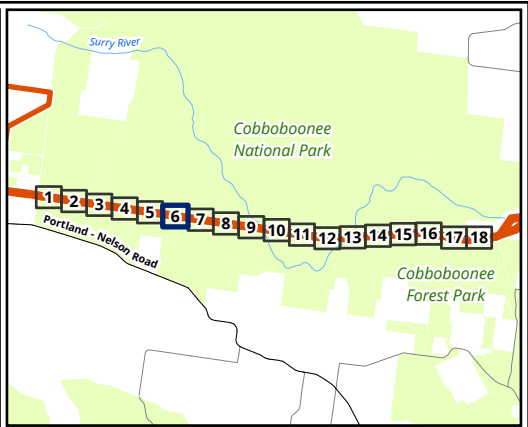 Surry River
Cobboboonee
National Park
1 2 3 4 5 6 7 8 9 10 11 12 13 14 15 16 17 18
Portland - Nelson Road
Cobboboonee
Forest Park